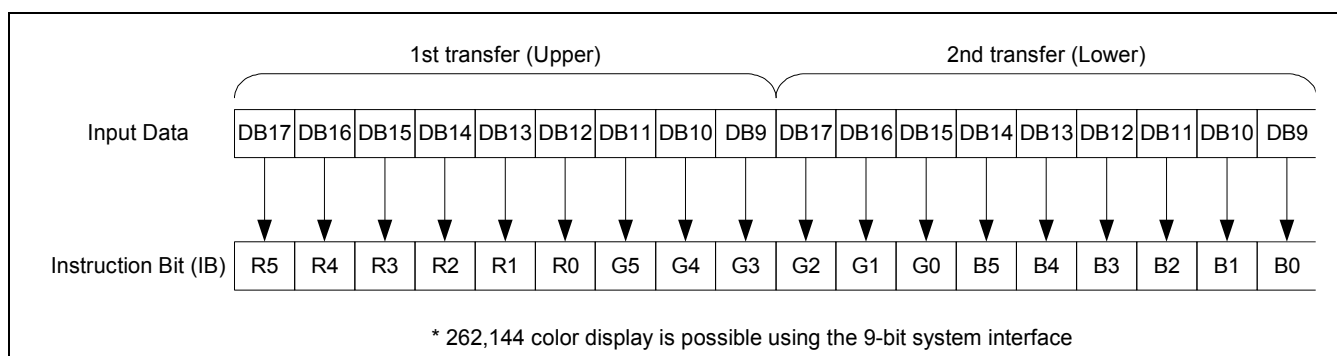 1st transfer (Upper) 2nd transfer (Lower)
Input Data DB17 DB16 DB15 DB14 DB13 DB12 DB11 DB10 DB9 DB17 DB16 DB15 DB14 DB13 DB12 DB11 DB10 DB9
Instruction Bit (IB) R5 R4 R3 R2 R1 R0 G5 G4 G3 G2 G1 G0 B5 B4 B3 B2 B1 B0
* 262,144 color display is possible using the 9-bit system interface